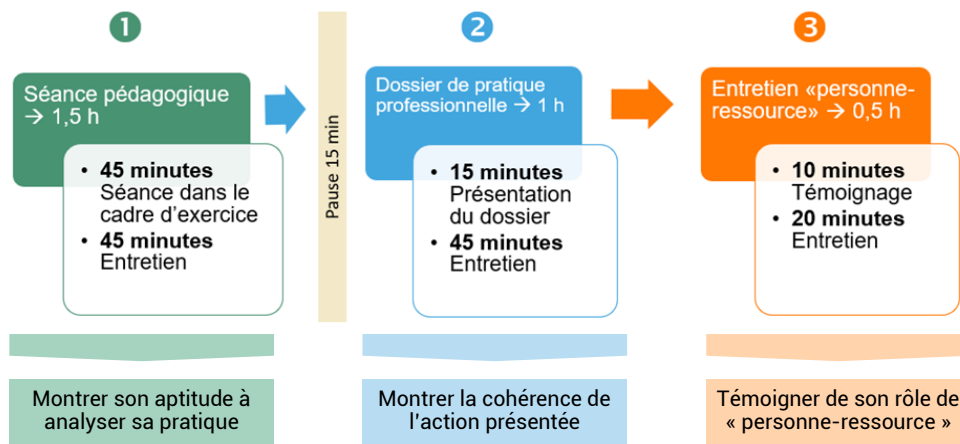 1
Séance pédagogique
→ 1,5 h
• 45 minutes
Séance dans le
cadre d'exercice
• 45 minutes
Entretien
Pause 15 min
2
Dossier de pratique
professionnelle → 1 h
• 15 minutes
Présentation
du dossier
• 45 minutes
Entretien
3
Entretien «personne-
ressource» → 0,5 h
• 10 minutes
Témoignage
• 20 minutes
Entretien
Montrer son aptitude à
analyser sa pratique
Montrer la cohérence de
l'action présentée
Témoigner de son rôle de
« personne-ressource »